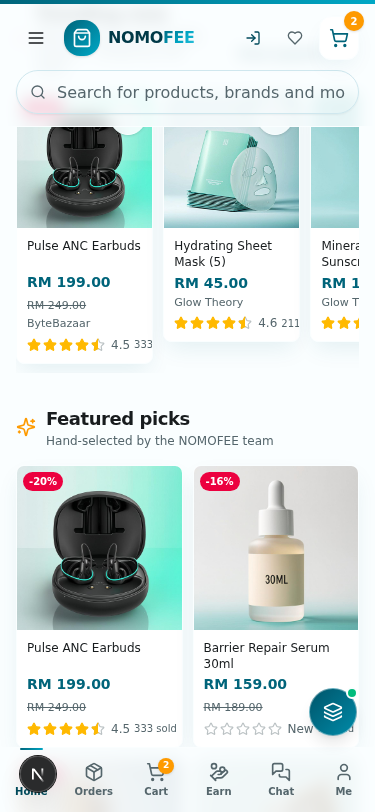 2
NOMOFEE
Search for products, brands and mo
Pulse ANC Earbuds
RM 199.00
RM 249.00
ByteBazaar
4.5 333
Hydrating Sheet
Mask (5)
RM 45.00
Glow Theory
4.6 211
Minera
Sunscr
RM 1
Glow T
Featured picks
Hand-selected by the NOMOFEE team
-20%
Pulse ANC Earbuds
RM 199.00
RM 249.00
4.5 333 sold
-16%
30ML
Barrier Repair Serum
30ml
RM 159.00
RM 189.00
New
N
2
Home Orders Cart Earn Chat Me